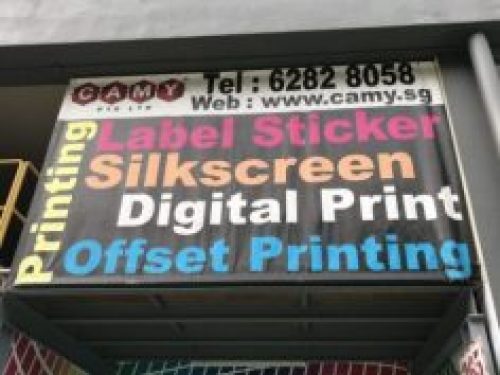 CAMY
PTE LTD
Tel : 6282 8058
Web : www.camy.sg
Printing
Label Sticker
Silkscreen
Digital Print
Offset Printing